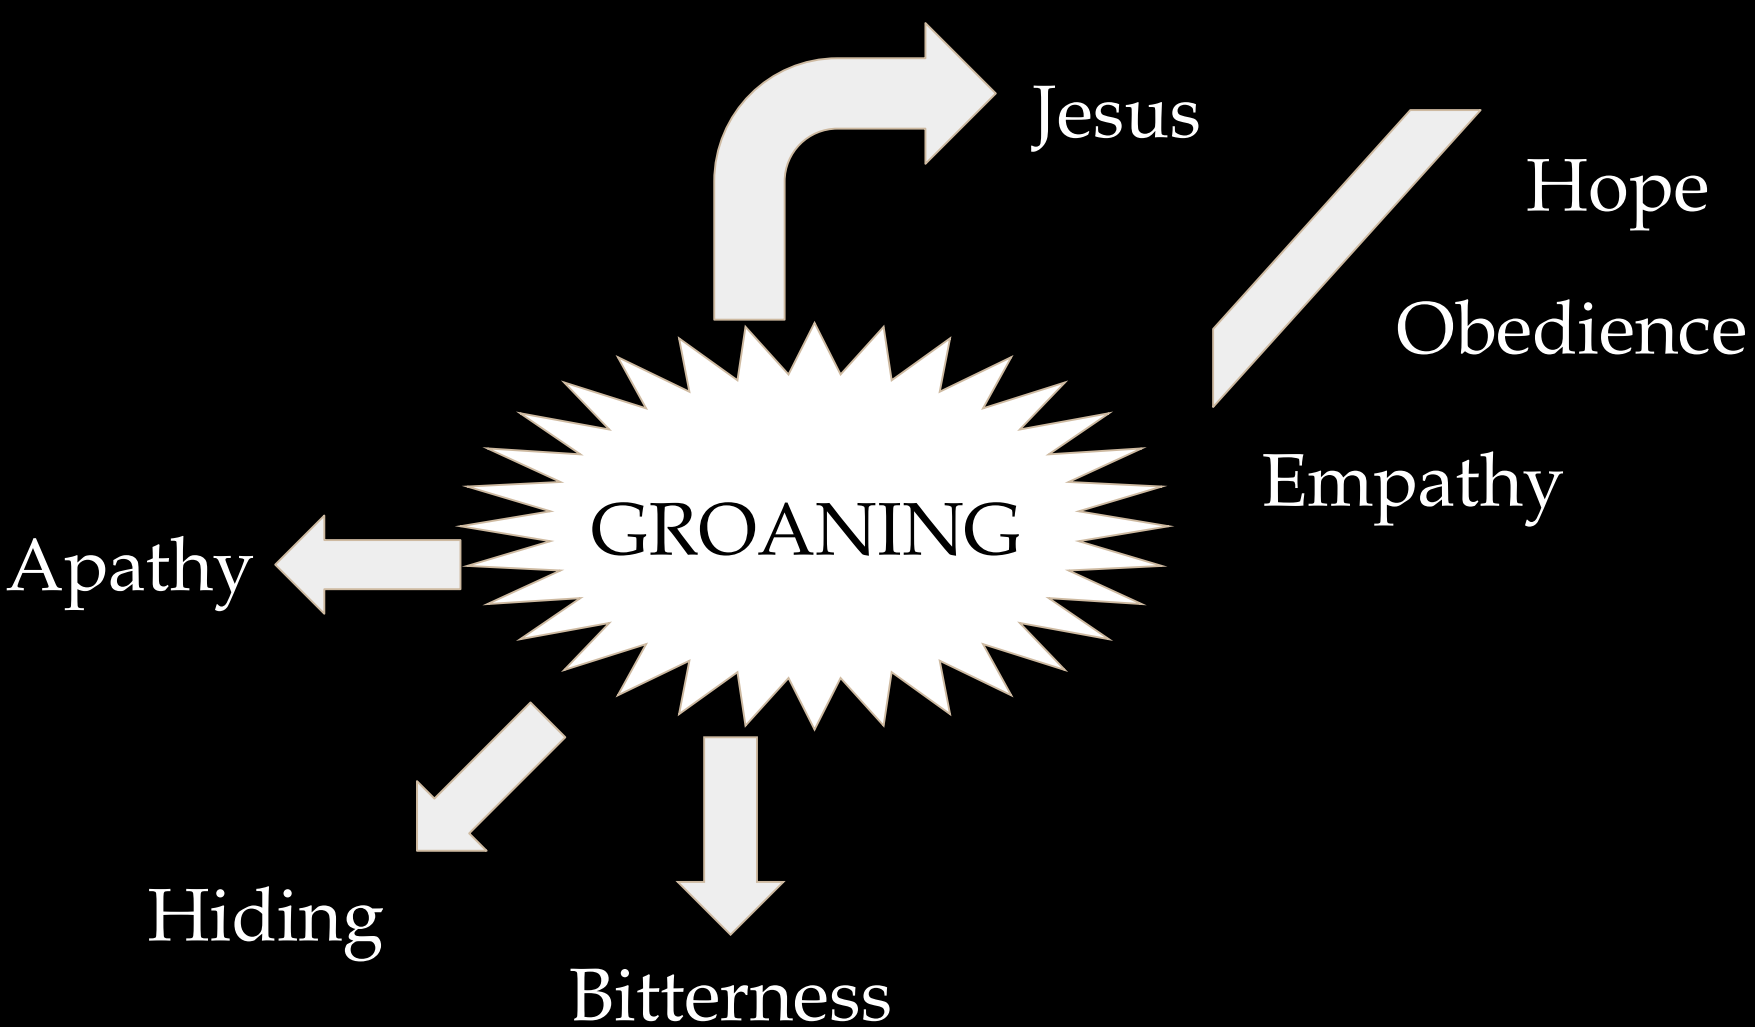 Jesus
Hope
Obedience
Empathy
GROANING
Apathy
Hiding
Bitterness